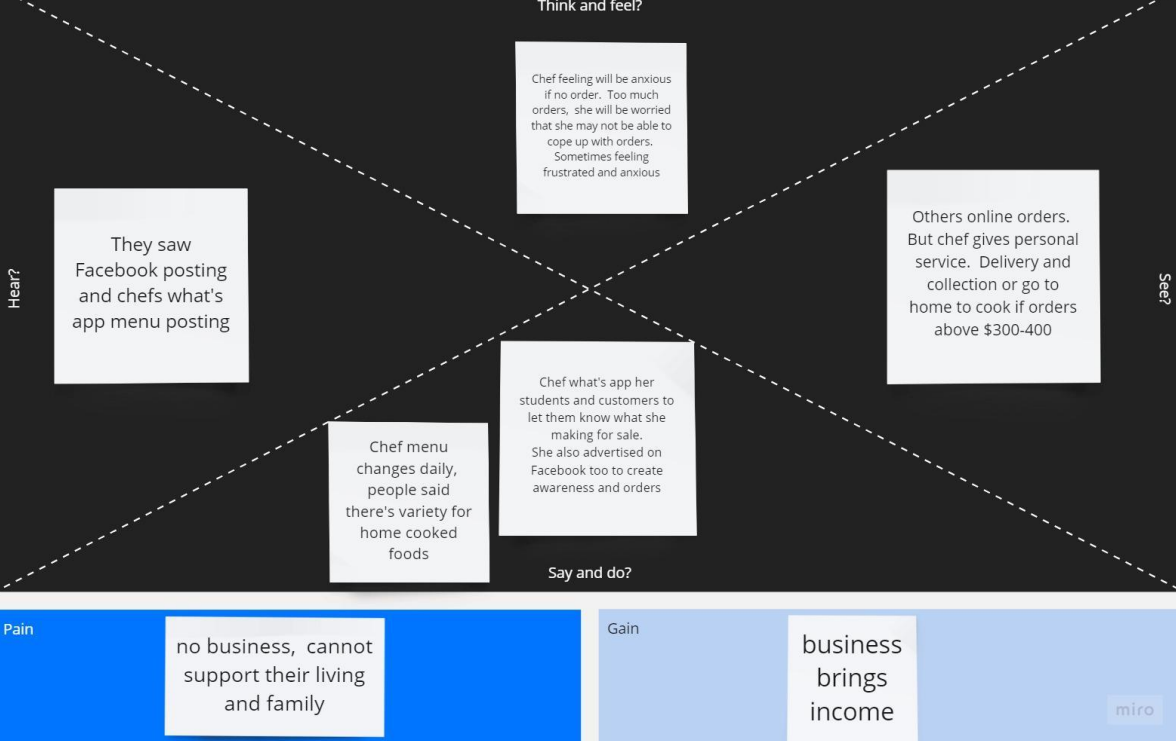 Think and feel?
Chef feeling will be anxious
if no order. Too much
orders, she will be worried
that she may not be able to
cope up with orders.
Sometimes feeling
frustrated and anxious
Hear?
They saw
Facebook posting
and chefs what's
app menu posting
Others online orders.
But chef gives personal
service. Delivery and
collection or go to
home to cook if orders
above $300-400
See?
Chef what's app her
students and customers to
let them know what she
making for sale.
She also advertised on
Facebook too to create
awareness and orders
Chef menu
changes daily,
people said
there's variety for
home cooked
foods
Say and do?
Pain
no business, cannot
support their living
and family
Gain
business
brings
income
miro